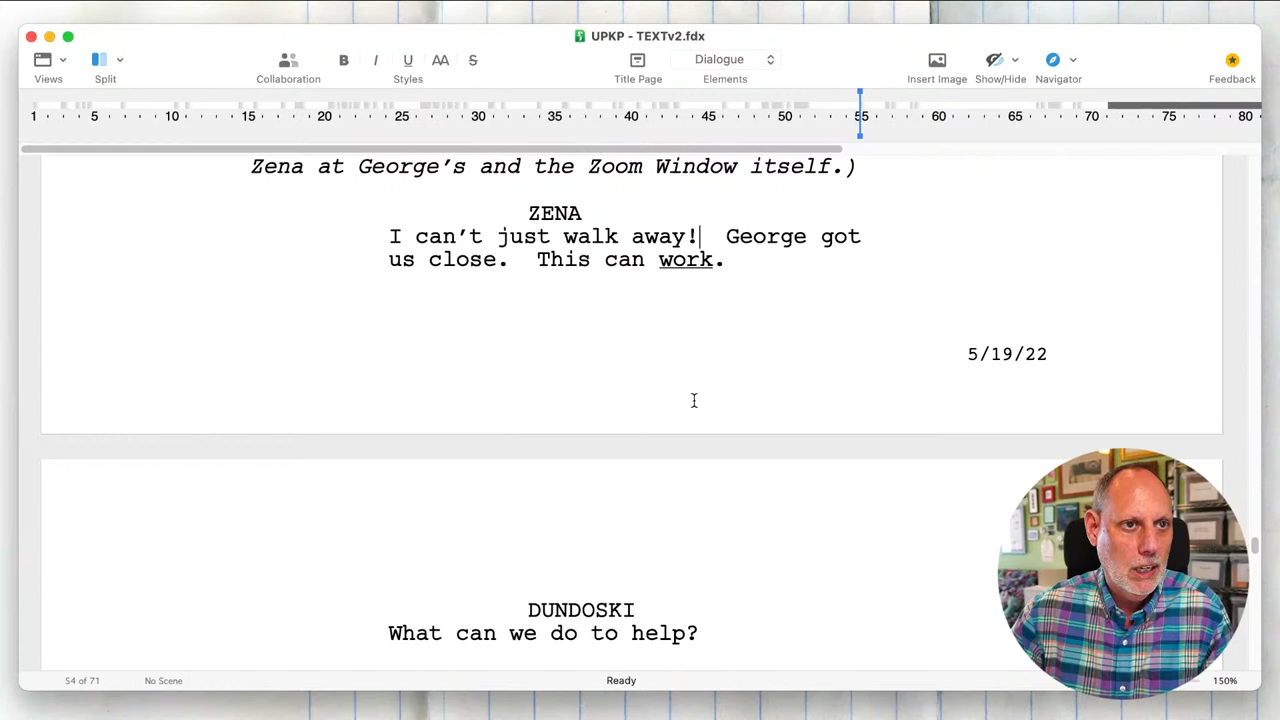 UPKP - TEXTv2.fdx
B I U AA S Dialogue
Views Split Collaboration Styles Title Page Elements Insert Image Show/Hide Navigator Feedback
1 5 10 15 20 25 30 35 40 45 50 55 60 65 70 75 80
Zena at George’s and the Zoom Window itself.)
ZENA
I can’t just walk away! George got
us close. This can work.
5/19/22
DUNDOSKI
What can we do to help?
54 of 71 No Scene Ready 150%